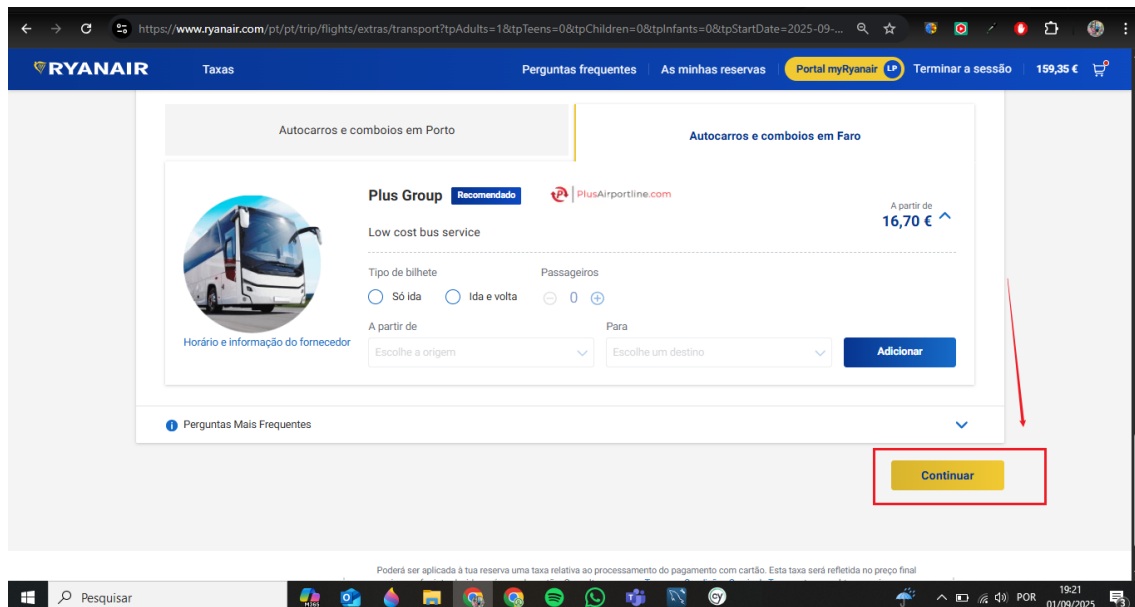 https://www.ryanair.com/pt/pt/trip/flights/extras/transport?tpAdults=1&tpTeens=0&tpChildren=0&tpInfants=0&tpStartDate=2025-09-...
RYANAIR Taxas Perguntas frequentes As minhas reservas Portal myRyanair LP Terminar a sessão 159,35 €
Autocarros e comboios em Porto
Autocarros e comboios em Faro
Plus Group Recomendado PlusAirportline.com
A partir de
16,70 €
Low cost bus service
Tipo de bilhete Passageiros
Só ida Ida e volta 0
A partir de Para
Horário e informação do fornecedor
Escolhe a origem Escolhe um destino Adicionar
Perguntas Mais Frequentes
Continuar
Poderá ser aplicada à tua reserva uma taxa relativa ao processamento do pagamento com cartão. Esta taxa será refletida no preço final
Pesquisar
M365
cy
POR
19:21
01/09/2025
3